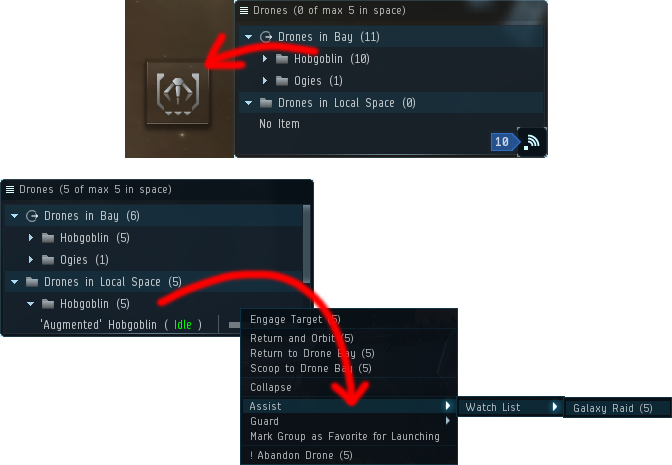 Drones (0 of max 5 in space)
Drones in Bay (11)
Hobgoblin (10)
Ogies (1)
Drones in Local Space (0)
No Item
10
Drones (5 of max 5 in space)
Drones in Bay (6)
Hobgoblin (5)
Ogies (1)
Drones in Local Space (5)
Hobgoblin (5)
'Augmented' Hobgoblin ( Idle )
Engage Target (5)
Return and Orbit (5)
Return to Drone Bay (5)
Scoop to Drone Bay (5)
Collapse
Assist
Watch List
Galaxy Raid (5)
Guard
Mark Group as Favorite for Launching
! Abandon Drone (5)